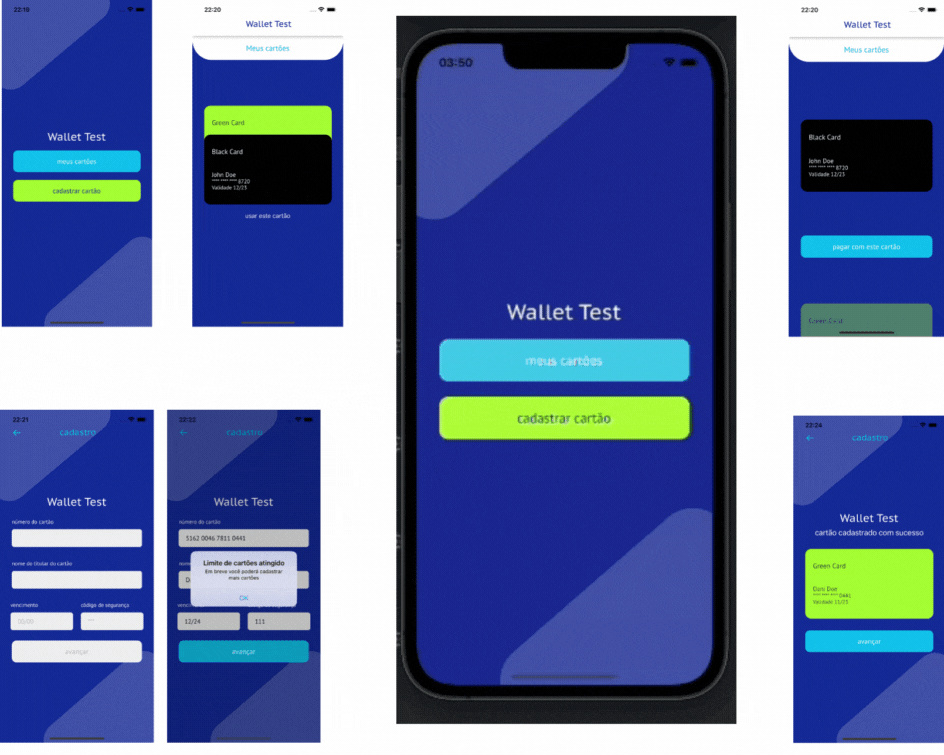 22:19
Wallet Test
meus cartões
cadastrar cartão
22:20
Wallet Test
Meus cartões
Green Card
Black Card
John Doe
**** **** **** 8720
Validade 12/23
usar este cartão
03:50
Wallet Test
meus cartões
cadastrar cartão
22:20
Wallet Test
Meus cartões
Black Card
John Doe
**** **** **** 8720
Validade 12/23
pagar com este cartão
Green Card
22:21
cadastro
Wallet Test
número do cartão
nome do titular do cartão
vencimento código de segurança
00/00 ***
avançar
22:22
cadastro
Wallet Test
número do cartão
5162 0046 7811 0441
Limite de cartões atingido
Em breve você poderá cadastrar
mais cartões
OK
12/24 111
avançar
22:24
cadastro
Wallet Test
cartão cadastrado com sucesso
Green Card
Dani Doe
**** **** **** 0441
Validade 12/23
avançar